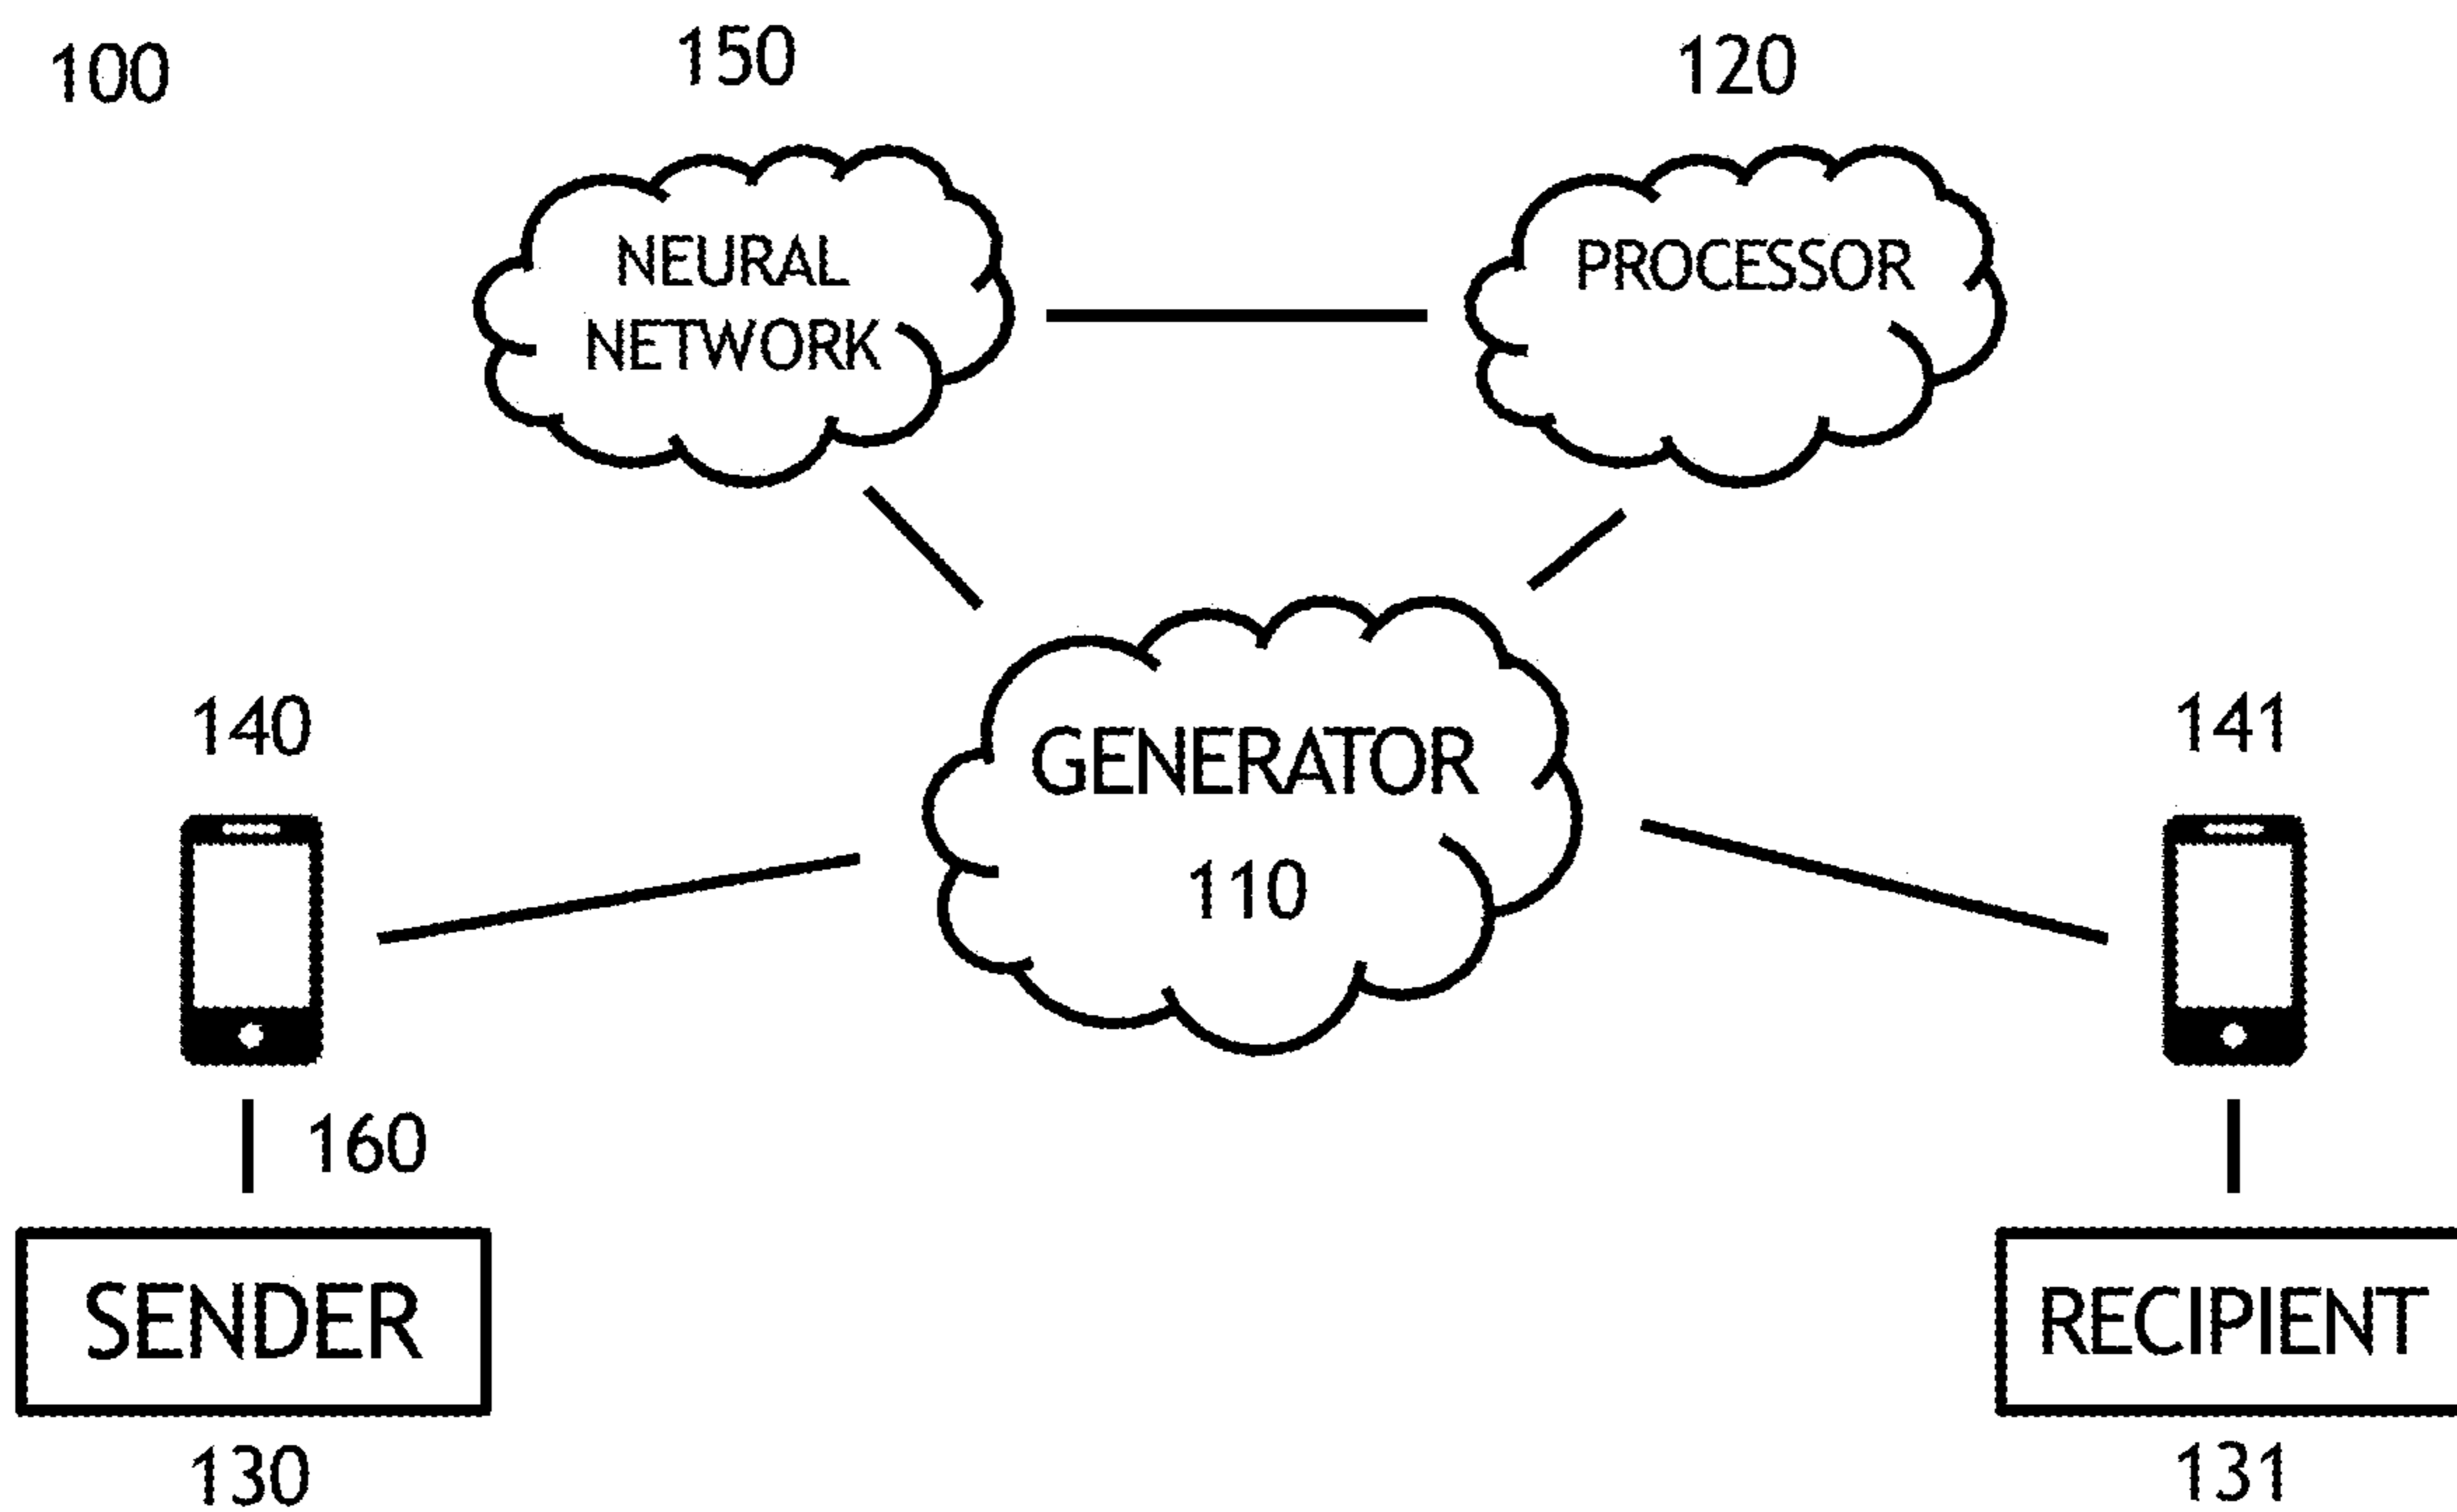 100
150
120
NEURAL
NETWORK
PROCESSOR
140
GENERATOR
110
141
160
SENDER
RECIPIENT
130
131